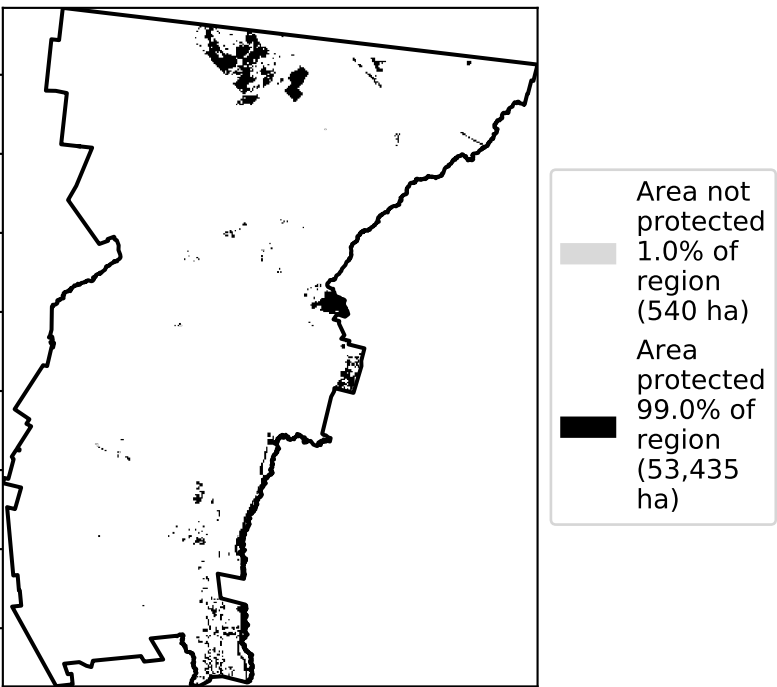 Area not
protected
1.0% of
region
(540 ha)
Area
protected
99.0% of
region
(53,435
ha)